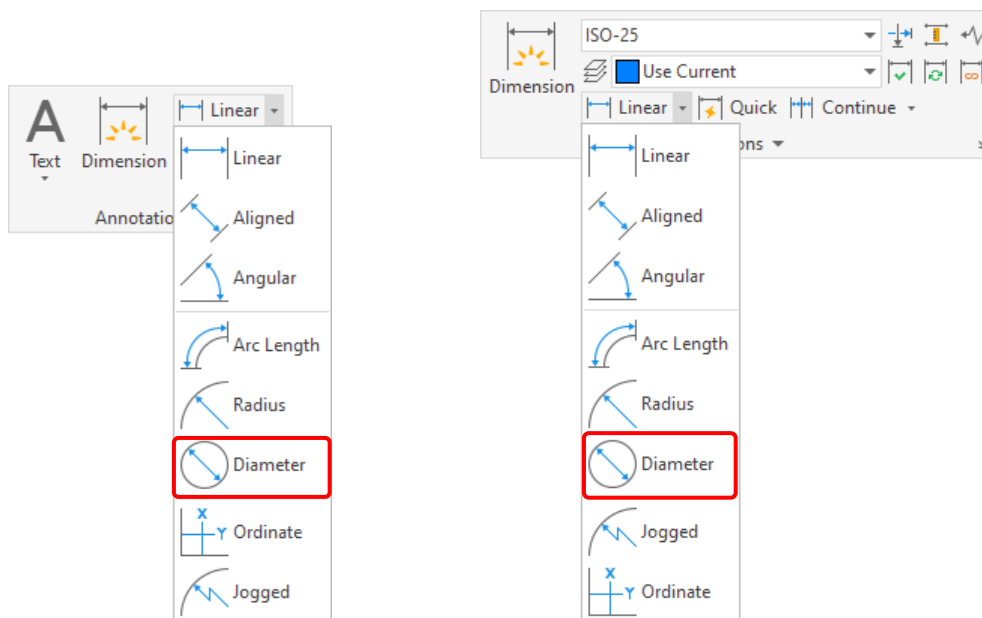 Text
Dimension
Linear
Annotatio
Linear
Aligned
Angular
Arc Length
Radius
Diameter
X
Y Ordinate
Jogged
Dimension
ISO-25
Use Current
Linear Quick Continue
ons
Linear
Aligned
Angular
Arc Length
Radius
Diameter
Jogged
X
Y Ordinate